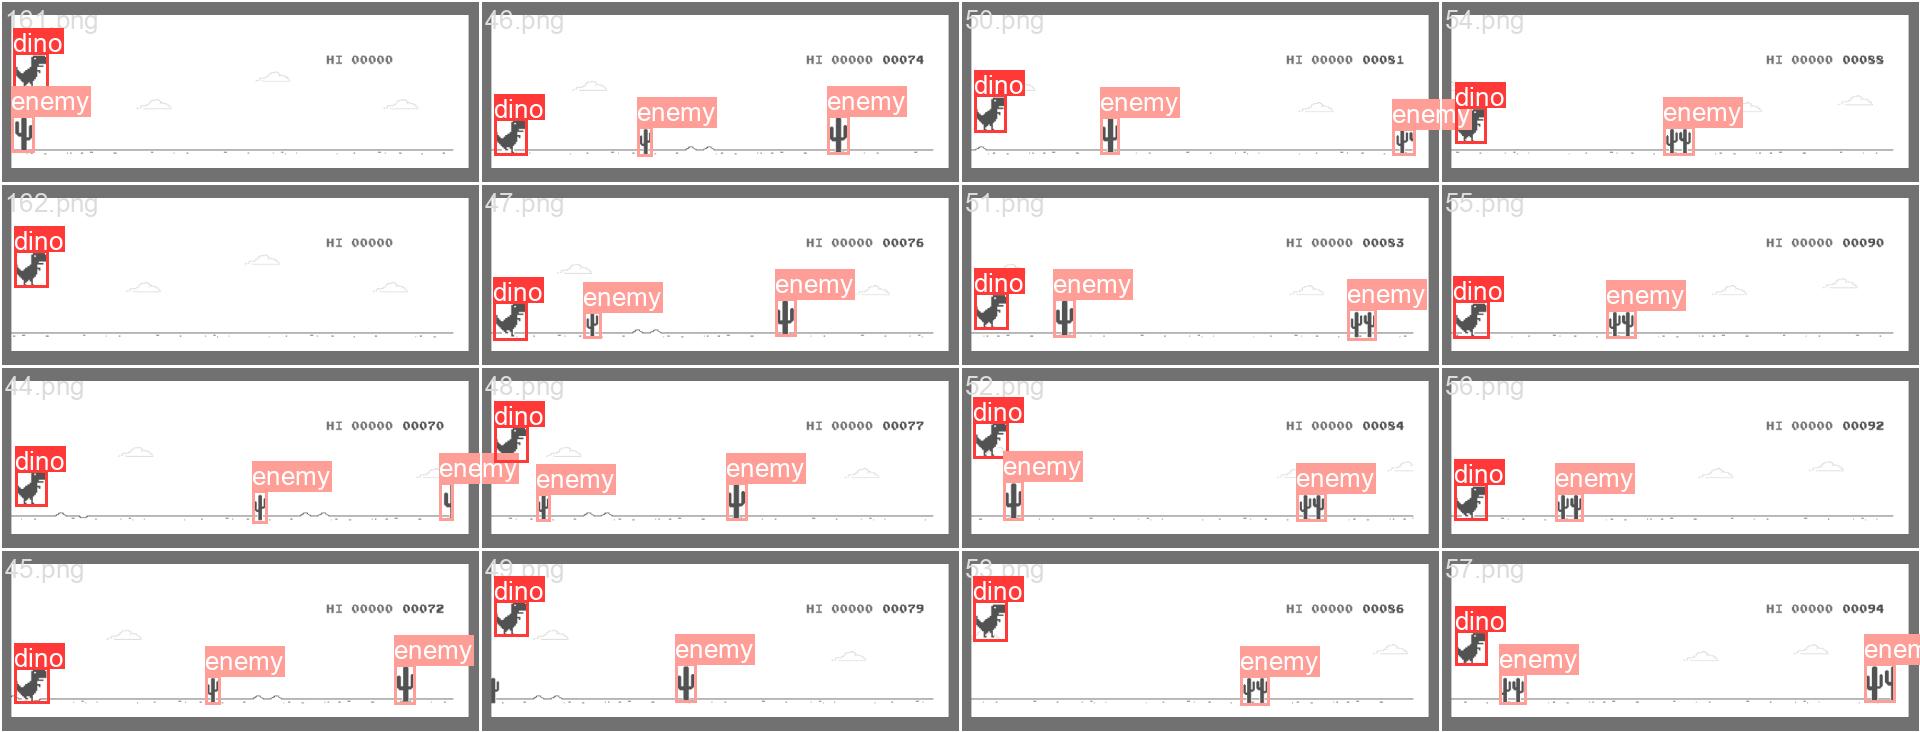 161.png
dino
enemy
HI 00000
46.png
dino
enemy
enemy
HI 00000 00074
50.png
dino
enemy
enemy
HI 00000 00081
54.png
dino
enemy
HI 00000 00088
162.png
dino
HI 00000
47.png
dino
enemy
enemy
HI 00000 00076
51.png
dino
enemy
enemy
HI 00000 00083
55.png
dino
enemy
HI 00000 00090
44.png
dino
enemy
enemy
HI 00000 00070
48.png
dino
enemy
enemy
HI 00000 00077
52.png
dino
enemy
enemy
HI 00000 00084
56.png
dino
enemy
HI 00000 00092
45.png
dino
enemy
enemy
HI 00000 00072
49.png
dino
enemy
HI 00000 00079
53.png
dino
enemy
HI 00000 00086
57.png
dino
enemy
enem
HI 00000 00094